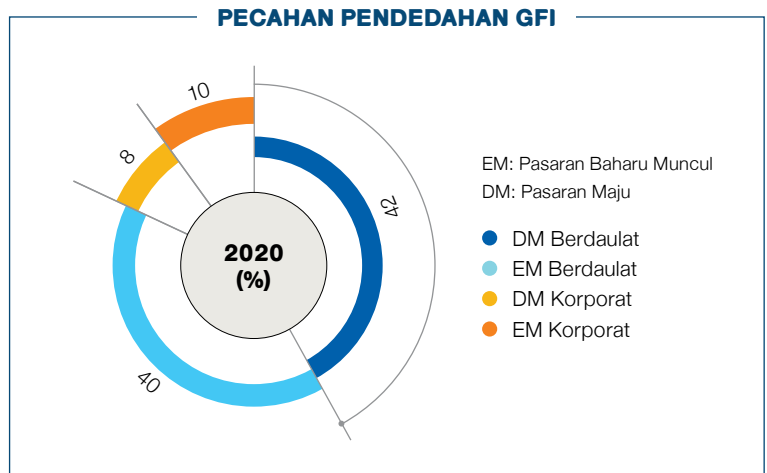 PECAHAN PENDEDAHAN GFI
10
8
42
40
2020
(%)
EM: Pasaran Baharu Muncul
DM: Pasaran Maju
DM Berdaulat
EM Berdaulat
DM Korporat
EM Korporat